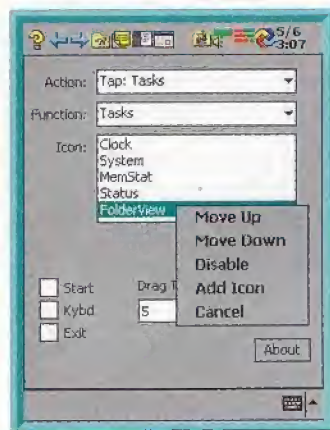 5/6
3:07
Action: Tap: Tasks
Function: Tasks
Icon: Clock
System
MemStat
Status
FolderView
Move Up
Move Down
Disable
Add Icon
Cancel
Start
Drag T
Kybd
5
Exit
About